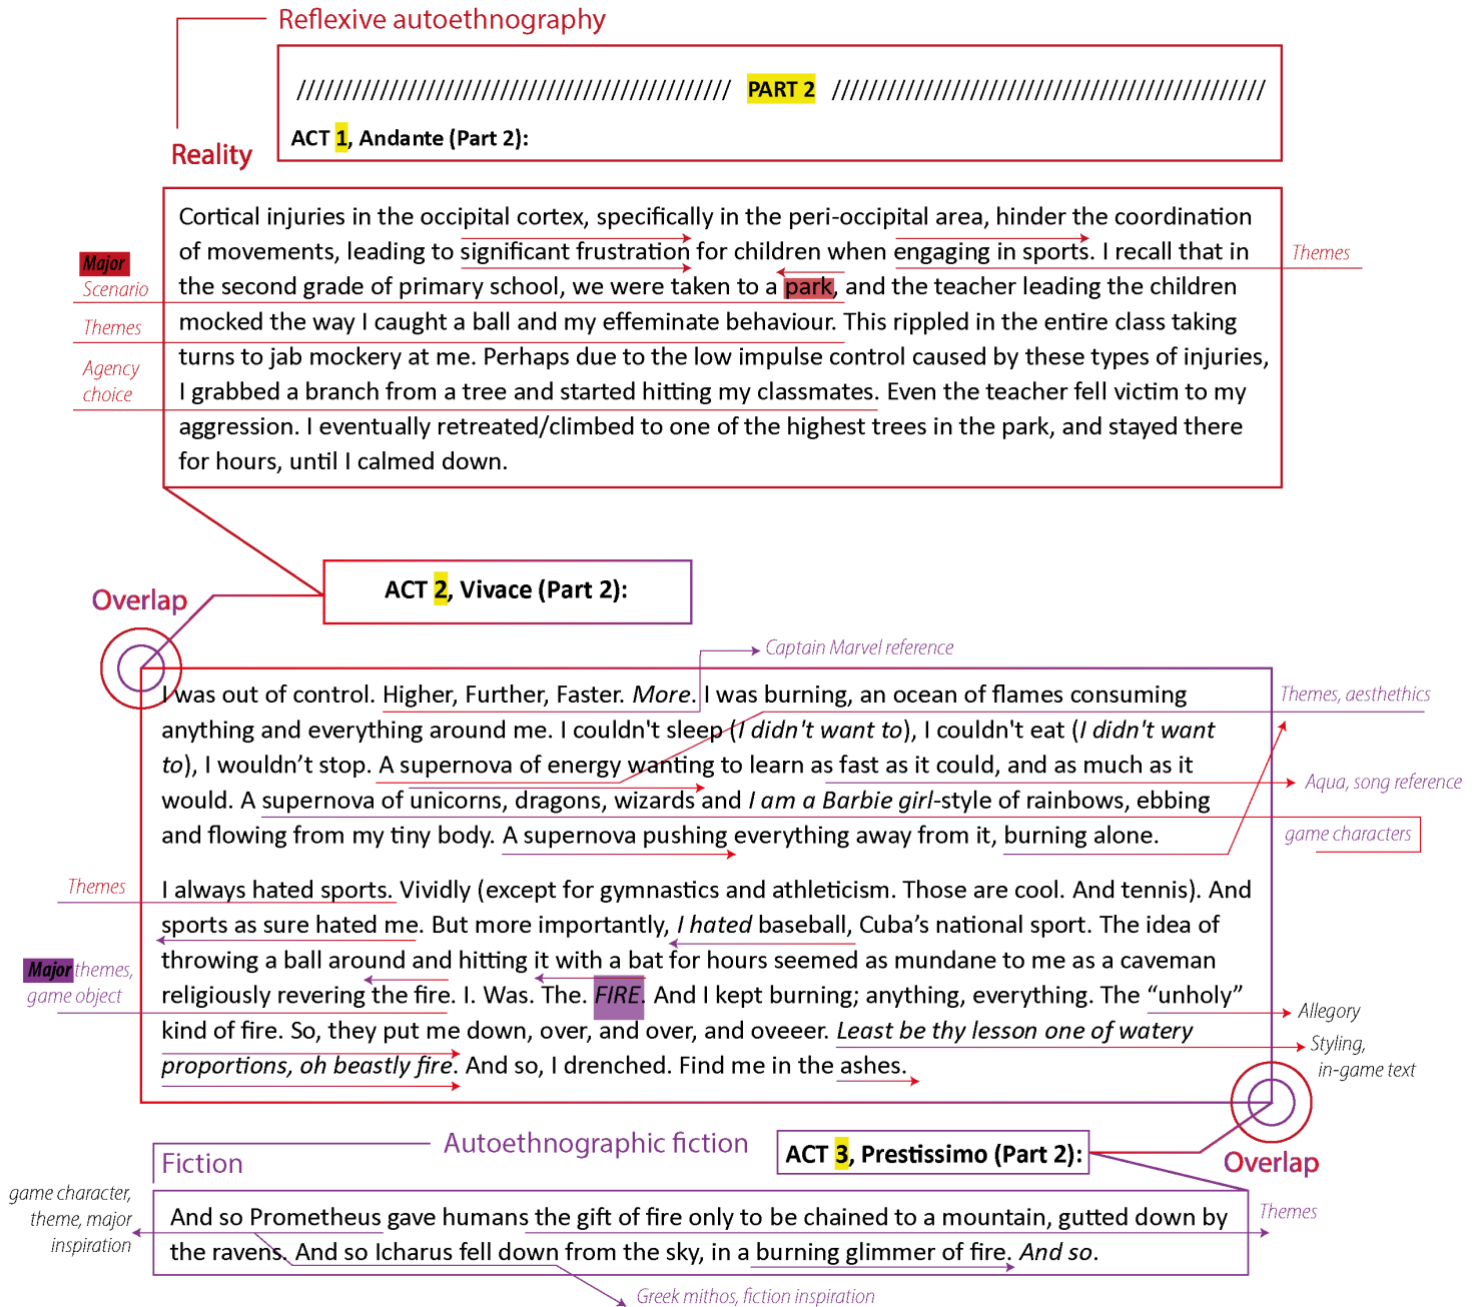 Reflexive autoethnography
/////////////////////////////////////////////// PART 2 ///////////////////////////////////////////////
ACT 1, Andante (Part 2):
Reality
Cortical injuries in the occipital cortex, specifically in the peri-occipital area, hinder the coordination
of movements, leading to significant frustration for children when engaging in sports. I recall that in
the second grade of primary school, we were taken to a park, and the teacher leading the children
mocked the way I caught a ball and my effeminate behaviour. This rippled in the entire class taking
turns to jab mockery at me. Perhaps due to the low impulse control caused by these types of injuries,
I grabbed a branch from a tree and started hitting my classmates. Even the teacher fell victim to my
aggression. I eventually retreated/climbed to one of the highest trees in the park, and stayed there
for hours, until I calmed down.
Major
Scenario
Themes
Agency
choice
Themes
ACT 2, Vivace (Part 2):
Overlap
Captain Marvel reference
I was out of control. Higher, Further, Faster. More. I was burning, an ocean of flames consuming
anything and everything around me. I couldn't sleep (I didn't want to), I couldn't eat (I didn't want
to), I wouldn’t stop. A supernova of energy wanting to learn as fast as it could, and as much as it
would. A supernova of unicorns, dragons, wizards and I am a Barbie girl-style of rainbows, ebbing
and flowing from my tiny body. A supernova pushing everything away from it, burning alone.
Themes, aesthethics
Aqua, song reference
game characters
I always hated sports. Vividly (except for gymnastics and athleticism. Those are cool. And tennis). And
sports as sure hated me. But more importantly, I hated baseball, Cuba’s national sport. The idea of
throwing a ball around and hitting it with a bat for hours seemed as mundane to me as a caveman
religiously revering the fire. I. Was. The. FIRE. And I kept burning; anything, everything. The “unholy”
kind of fire. So, they put me down, over, and over, and oveeer. Least be thy lesson one of watery
proportions, oh beastly fire. And so, I drenched. Find me in the ashes.
Themes
Major themes,
game object
Allegory
Styling,
in-game text
Overlap
Autoethnographic fiction
Fiction
ACT 3, Prestissimo (Part 2):
And so Prometheus gave humans the gift of fire only to be chained to a mountain, gutted down by
the ravens. And so Icharus fell down from the sky, in a burning glimmer of fire. And so.
game character,
theme, major
inspiration
Themes
Greek mithos, fiction inspiration